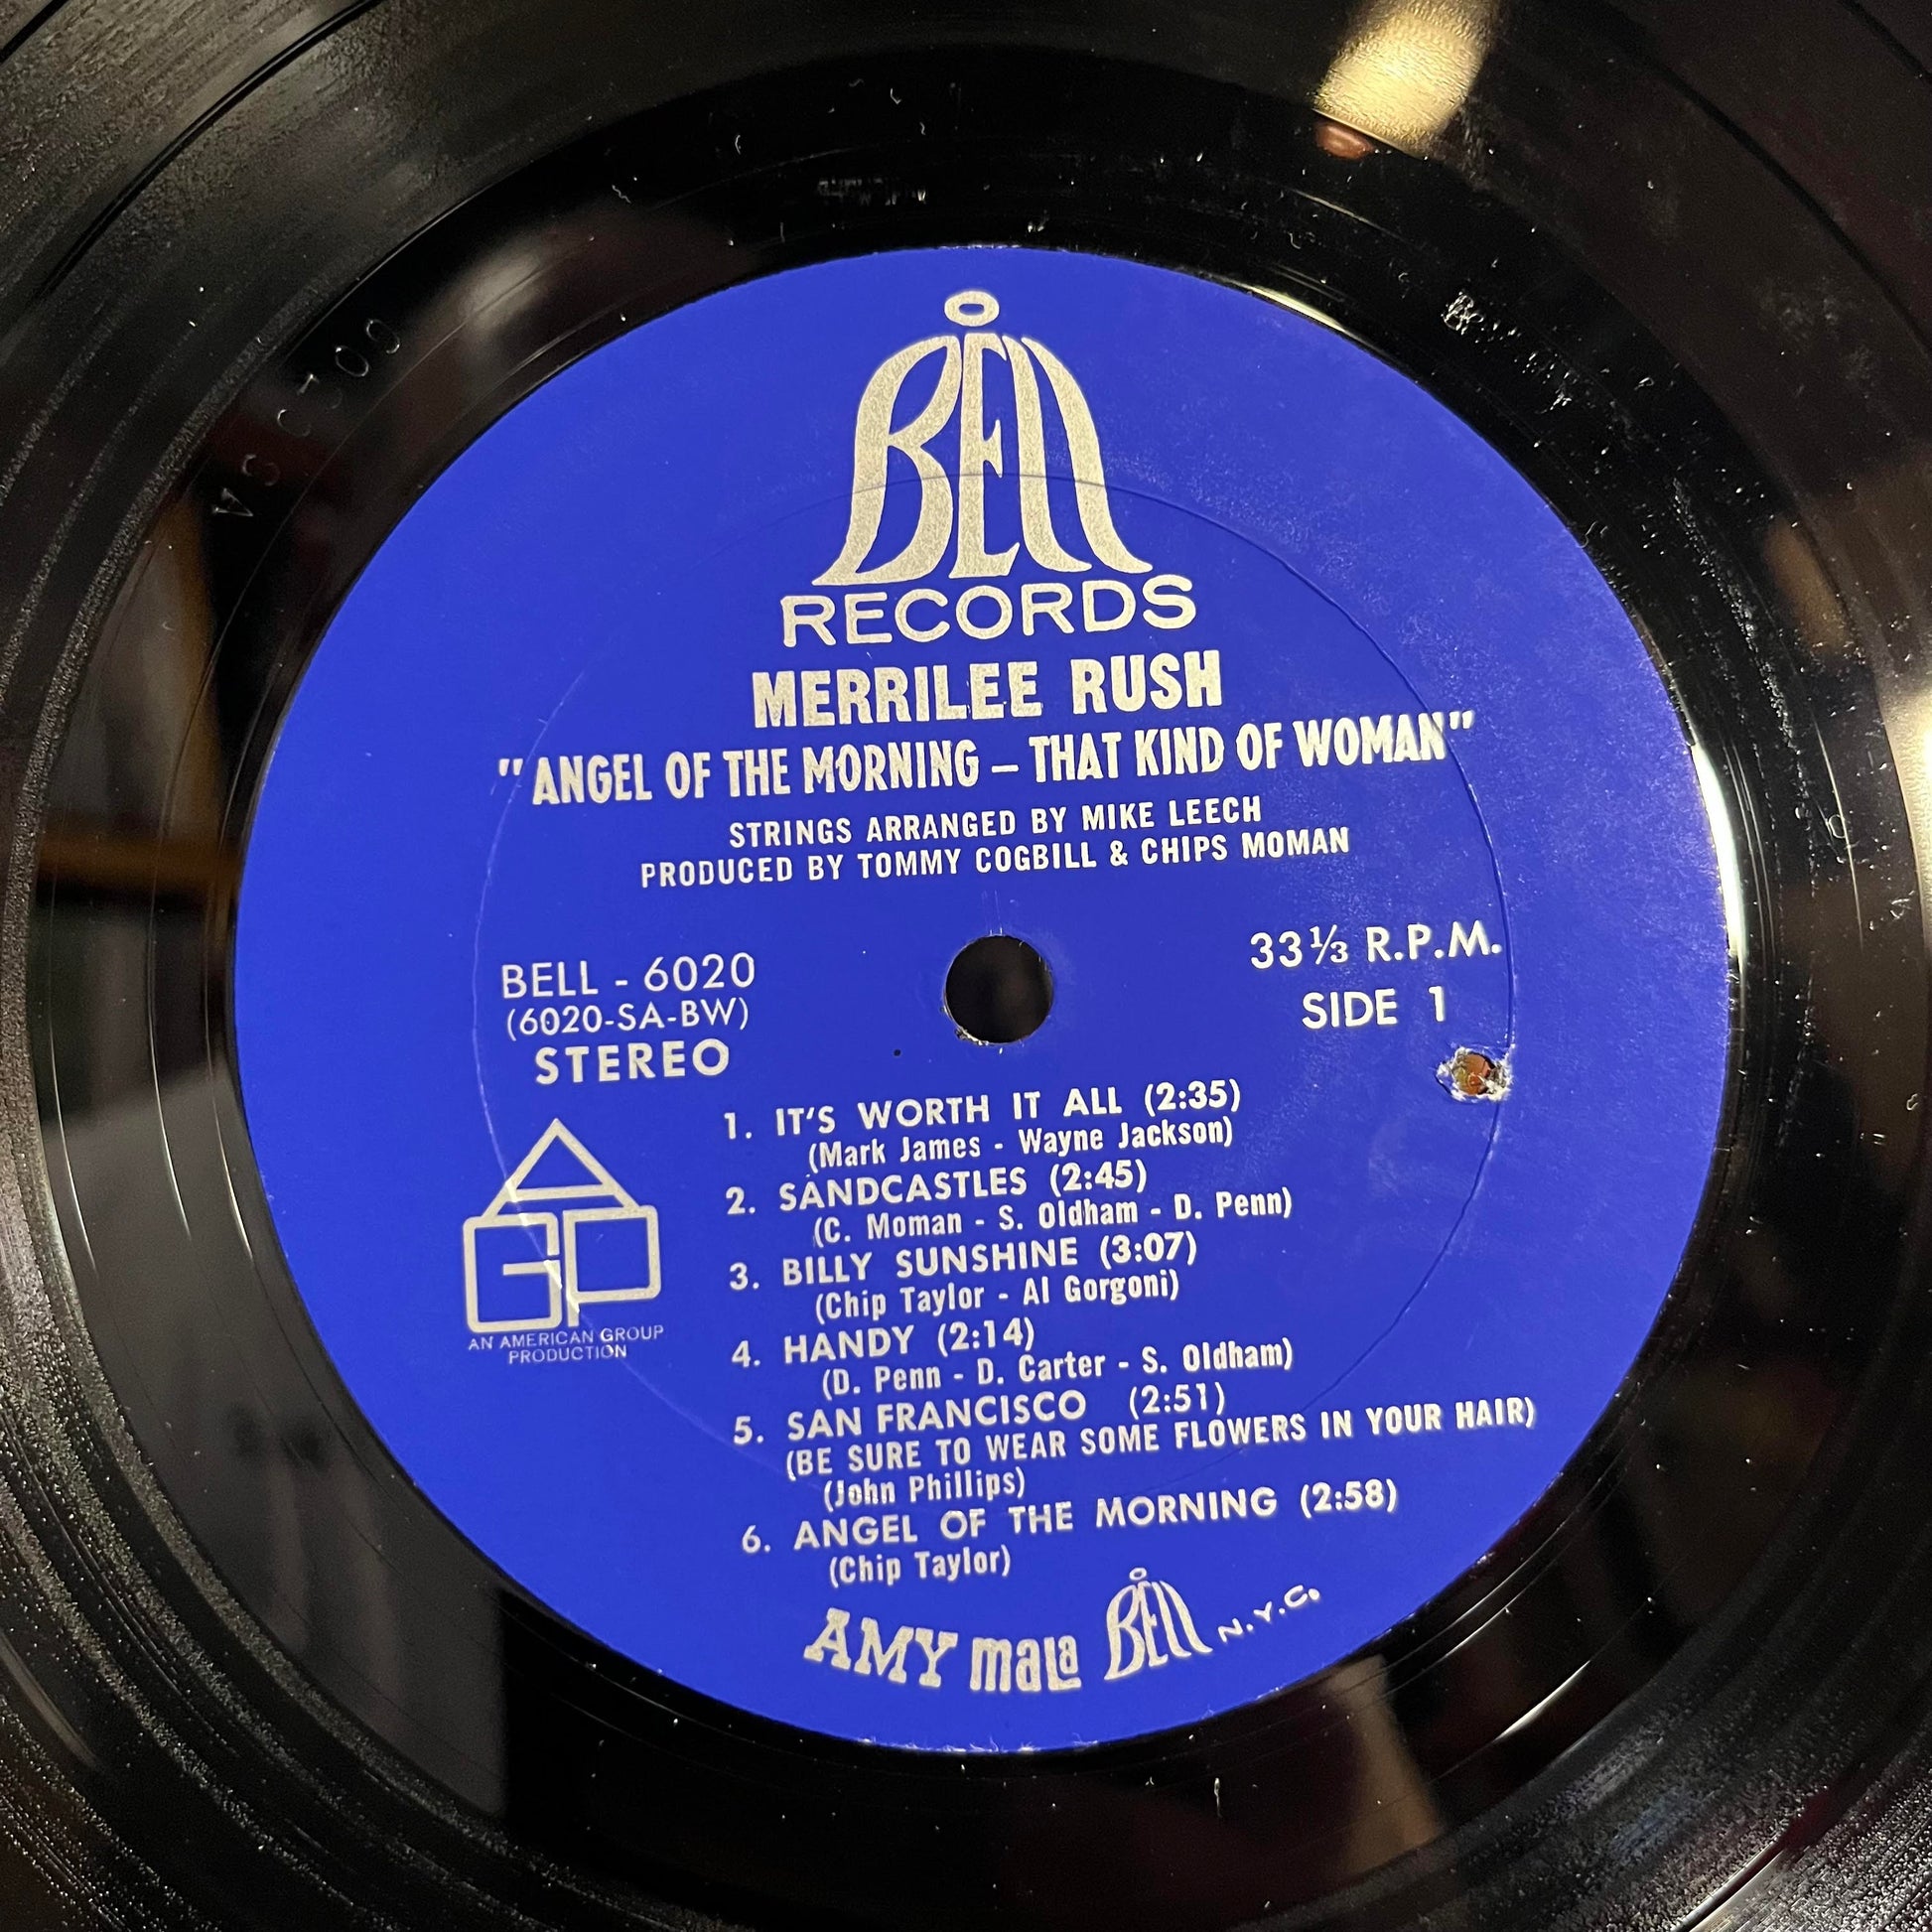 BELL
RECORDS
MERRILEE RUSH
"ANGEL OF THE MORNING – THAT KIND OF WOMAN"
STRINGS ARRANGED BY MIKE LEECH
PRODUCED BY TOMMY COGBILL & CHIPS MOMAN
BELL - 6020
(6020-SA-BW)
STEREO
33⅓ R.P.M.
SIDE 1
AGP
AN AMERICAN GROUP
PRODUCTION
1. IT'S WORTH IT ALL (2:35)
(Mark James - Wayne Jackson)
2. SANDCASTLES (2:45)
(C. Moman - S. Oldham - D. Penn)
3. BILLY SUNSHINE (3:07)
(Chip Taylor - Al Gorgoni)
4. HANDY (2:14)
(D. Penn - D. Carter - S. Oldham)
5. SAN FRANCISCO (2:51)
(BE SURE TO WEAR SOME FLOWERS IN YOUR HAIR)
(John Phillips)
6. ANGEL OF THE MORNING (2:58)
(Chip Taylor)
AMY mala BELL N.Y.C.